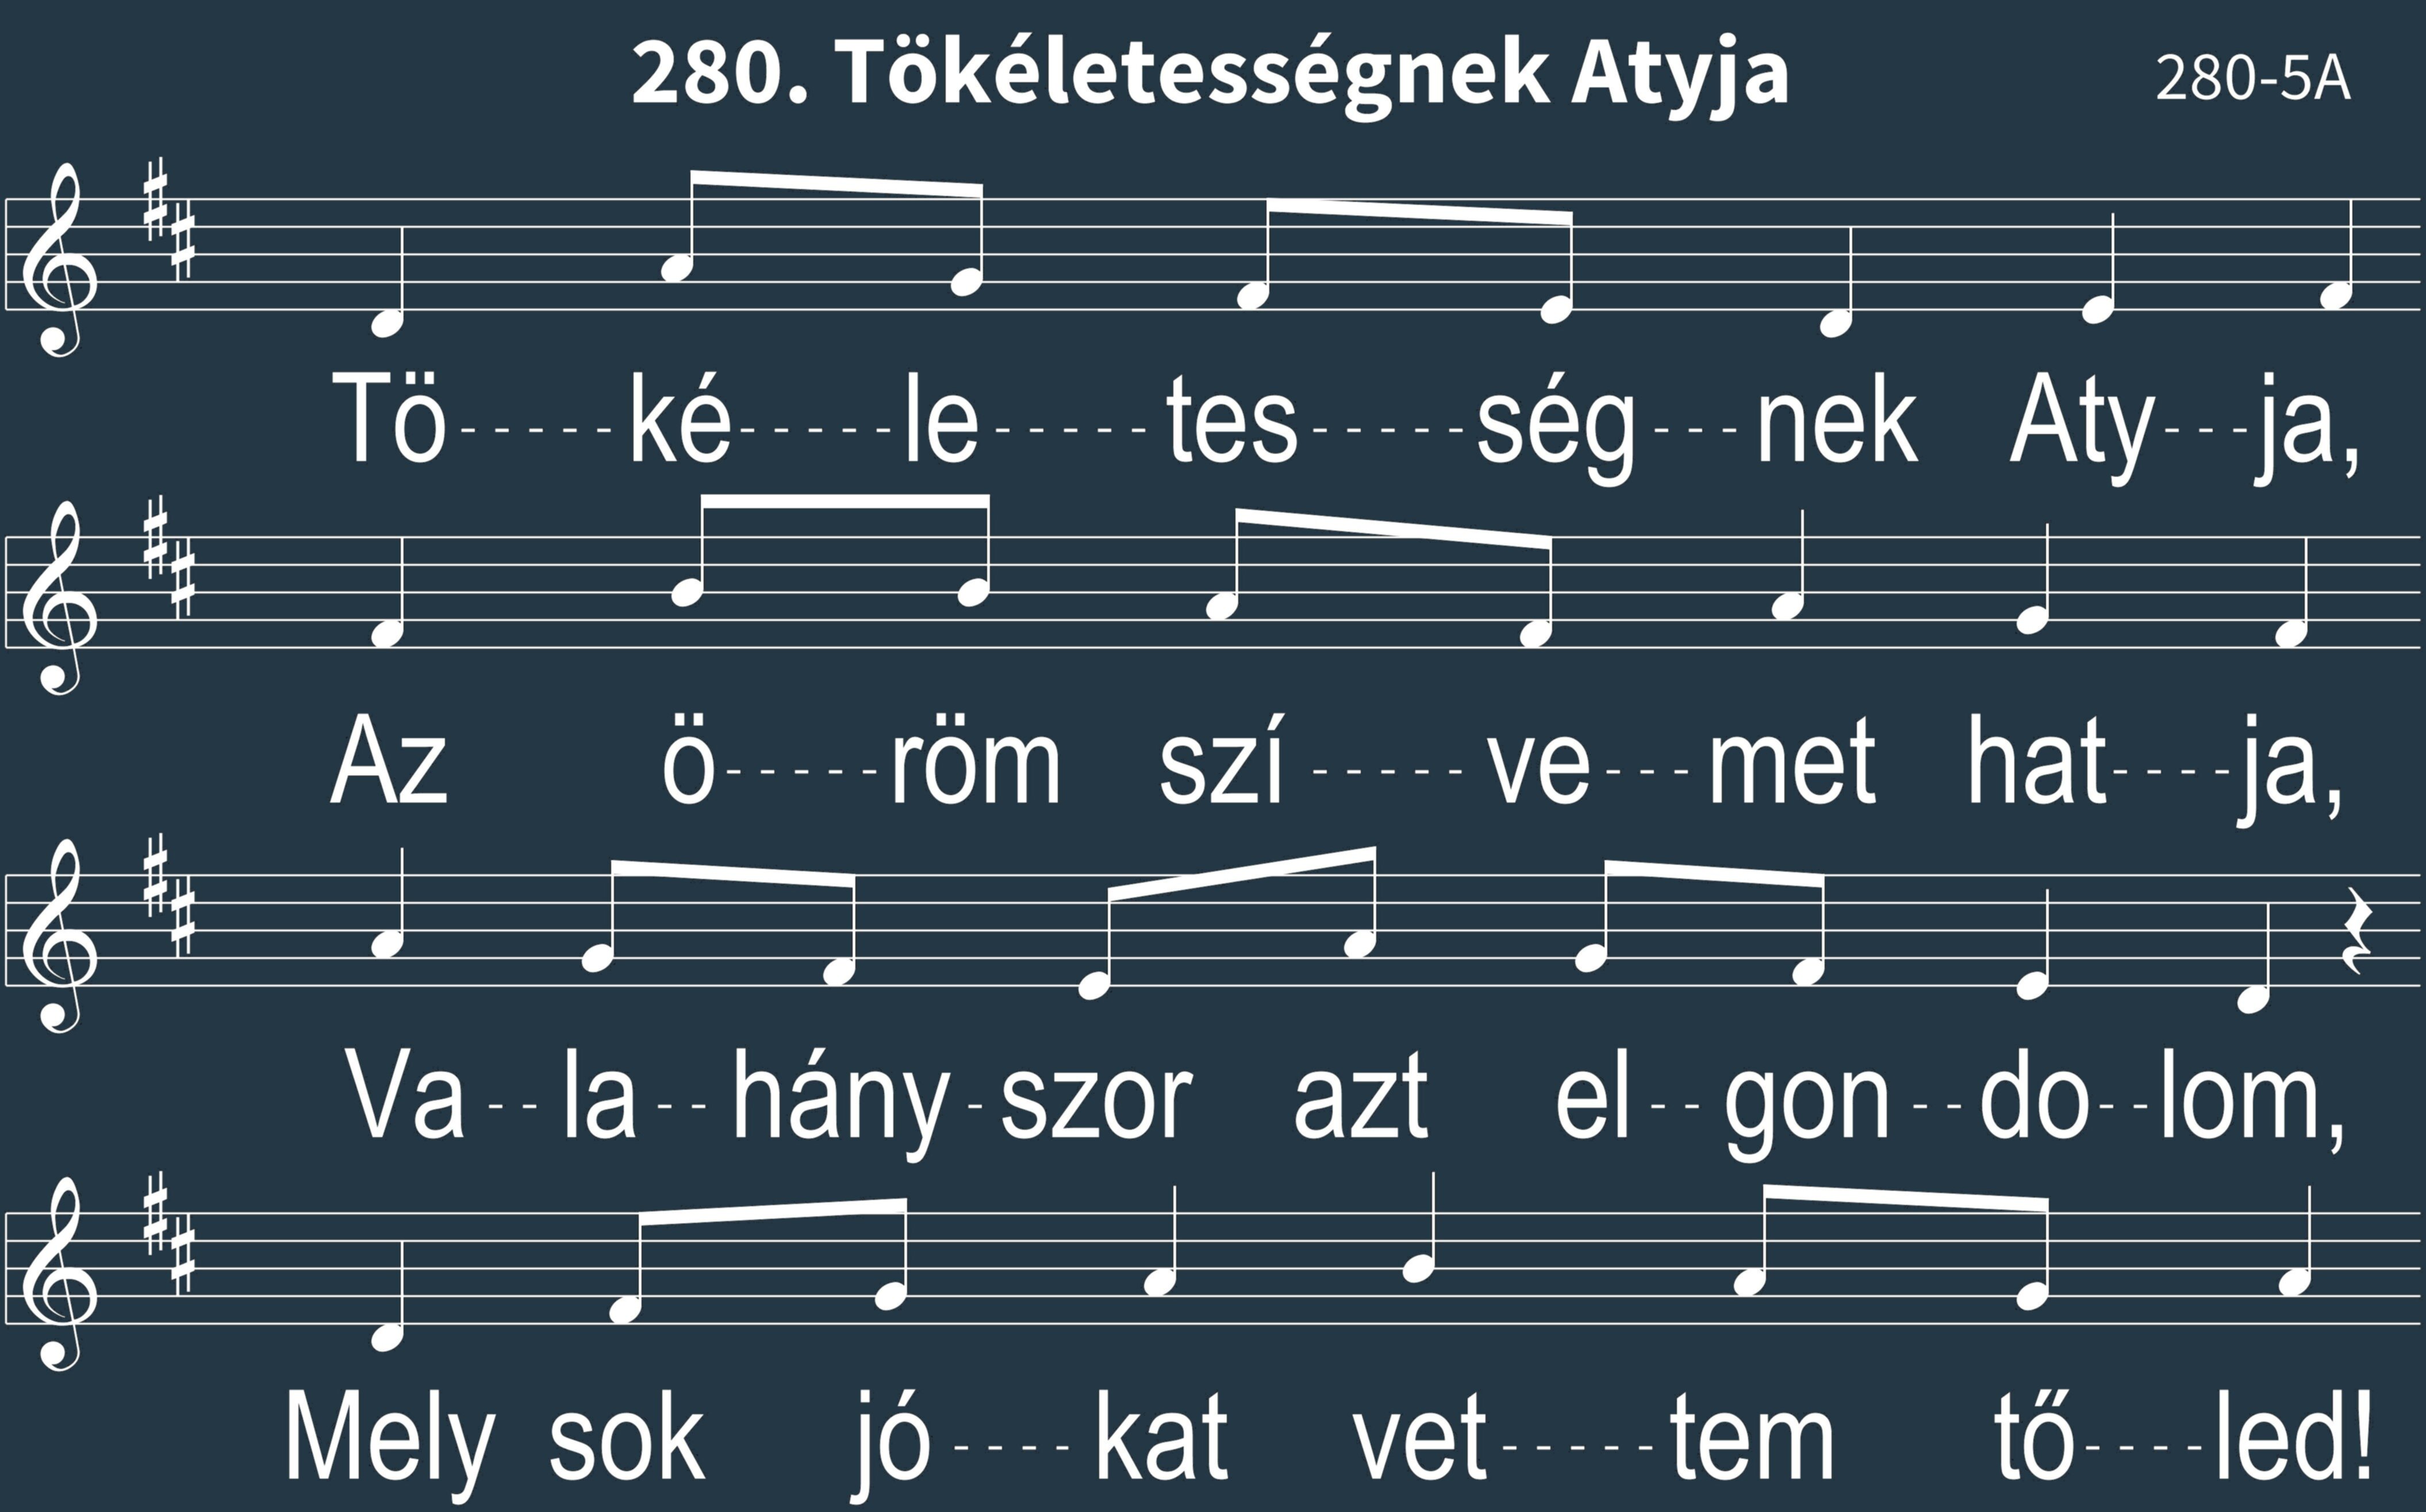 280. Tökéletességnek Atyja 280-5A
Tö-----ké-----le-----tes-----ség---nek Aty---ja,
Az ö-----röm szí-----ve---met hat----ja,
Va--la--hány-szor azt el--gon--do--lom,
Mely sok jó----kat vet-----tem tő----led!